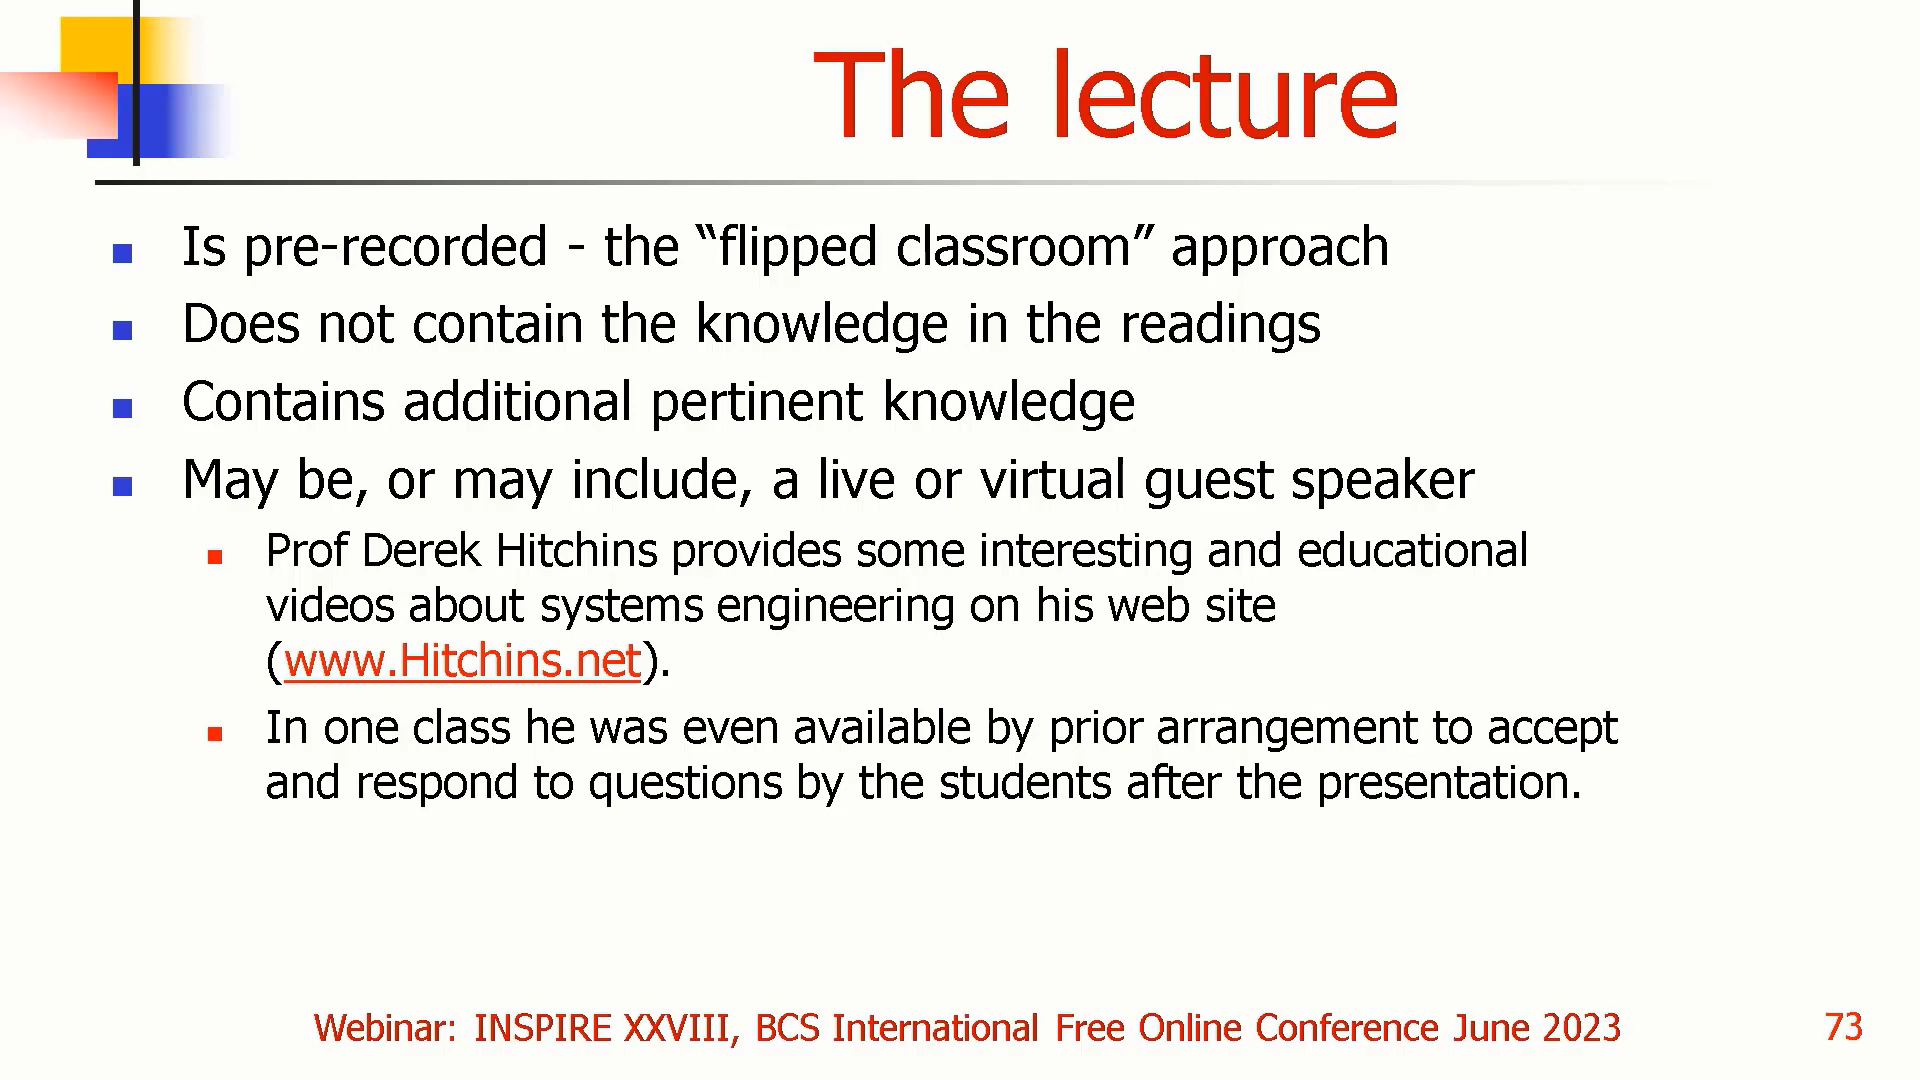 The lecture
Is pre-recorded - the “flipped classroom” approach
Does not contain the knowledge in the readings
Contains additional pertinent knowledge
May be, or may include, a live or virtual guest speaker
Prof Derek Hitchins provides some interesting and educational
videos about systems engineering on his web site
(www.Hitchins.net).
In one class he was even available by prior arrangement to accept
and respond to questions by the students after the presentation.
Webinar: INSPIRE XXVIII, BCS International Free Online Conference June 2023
73